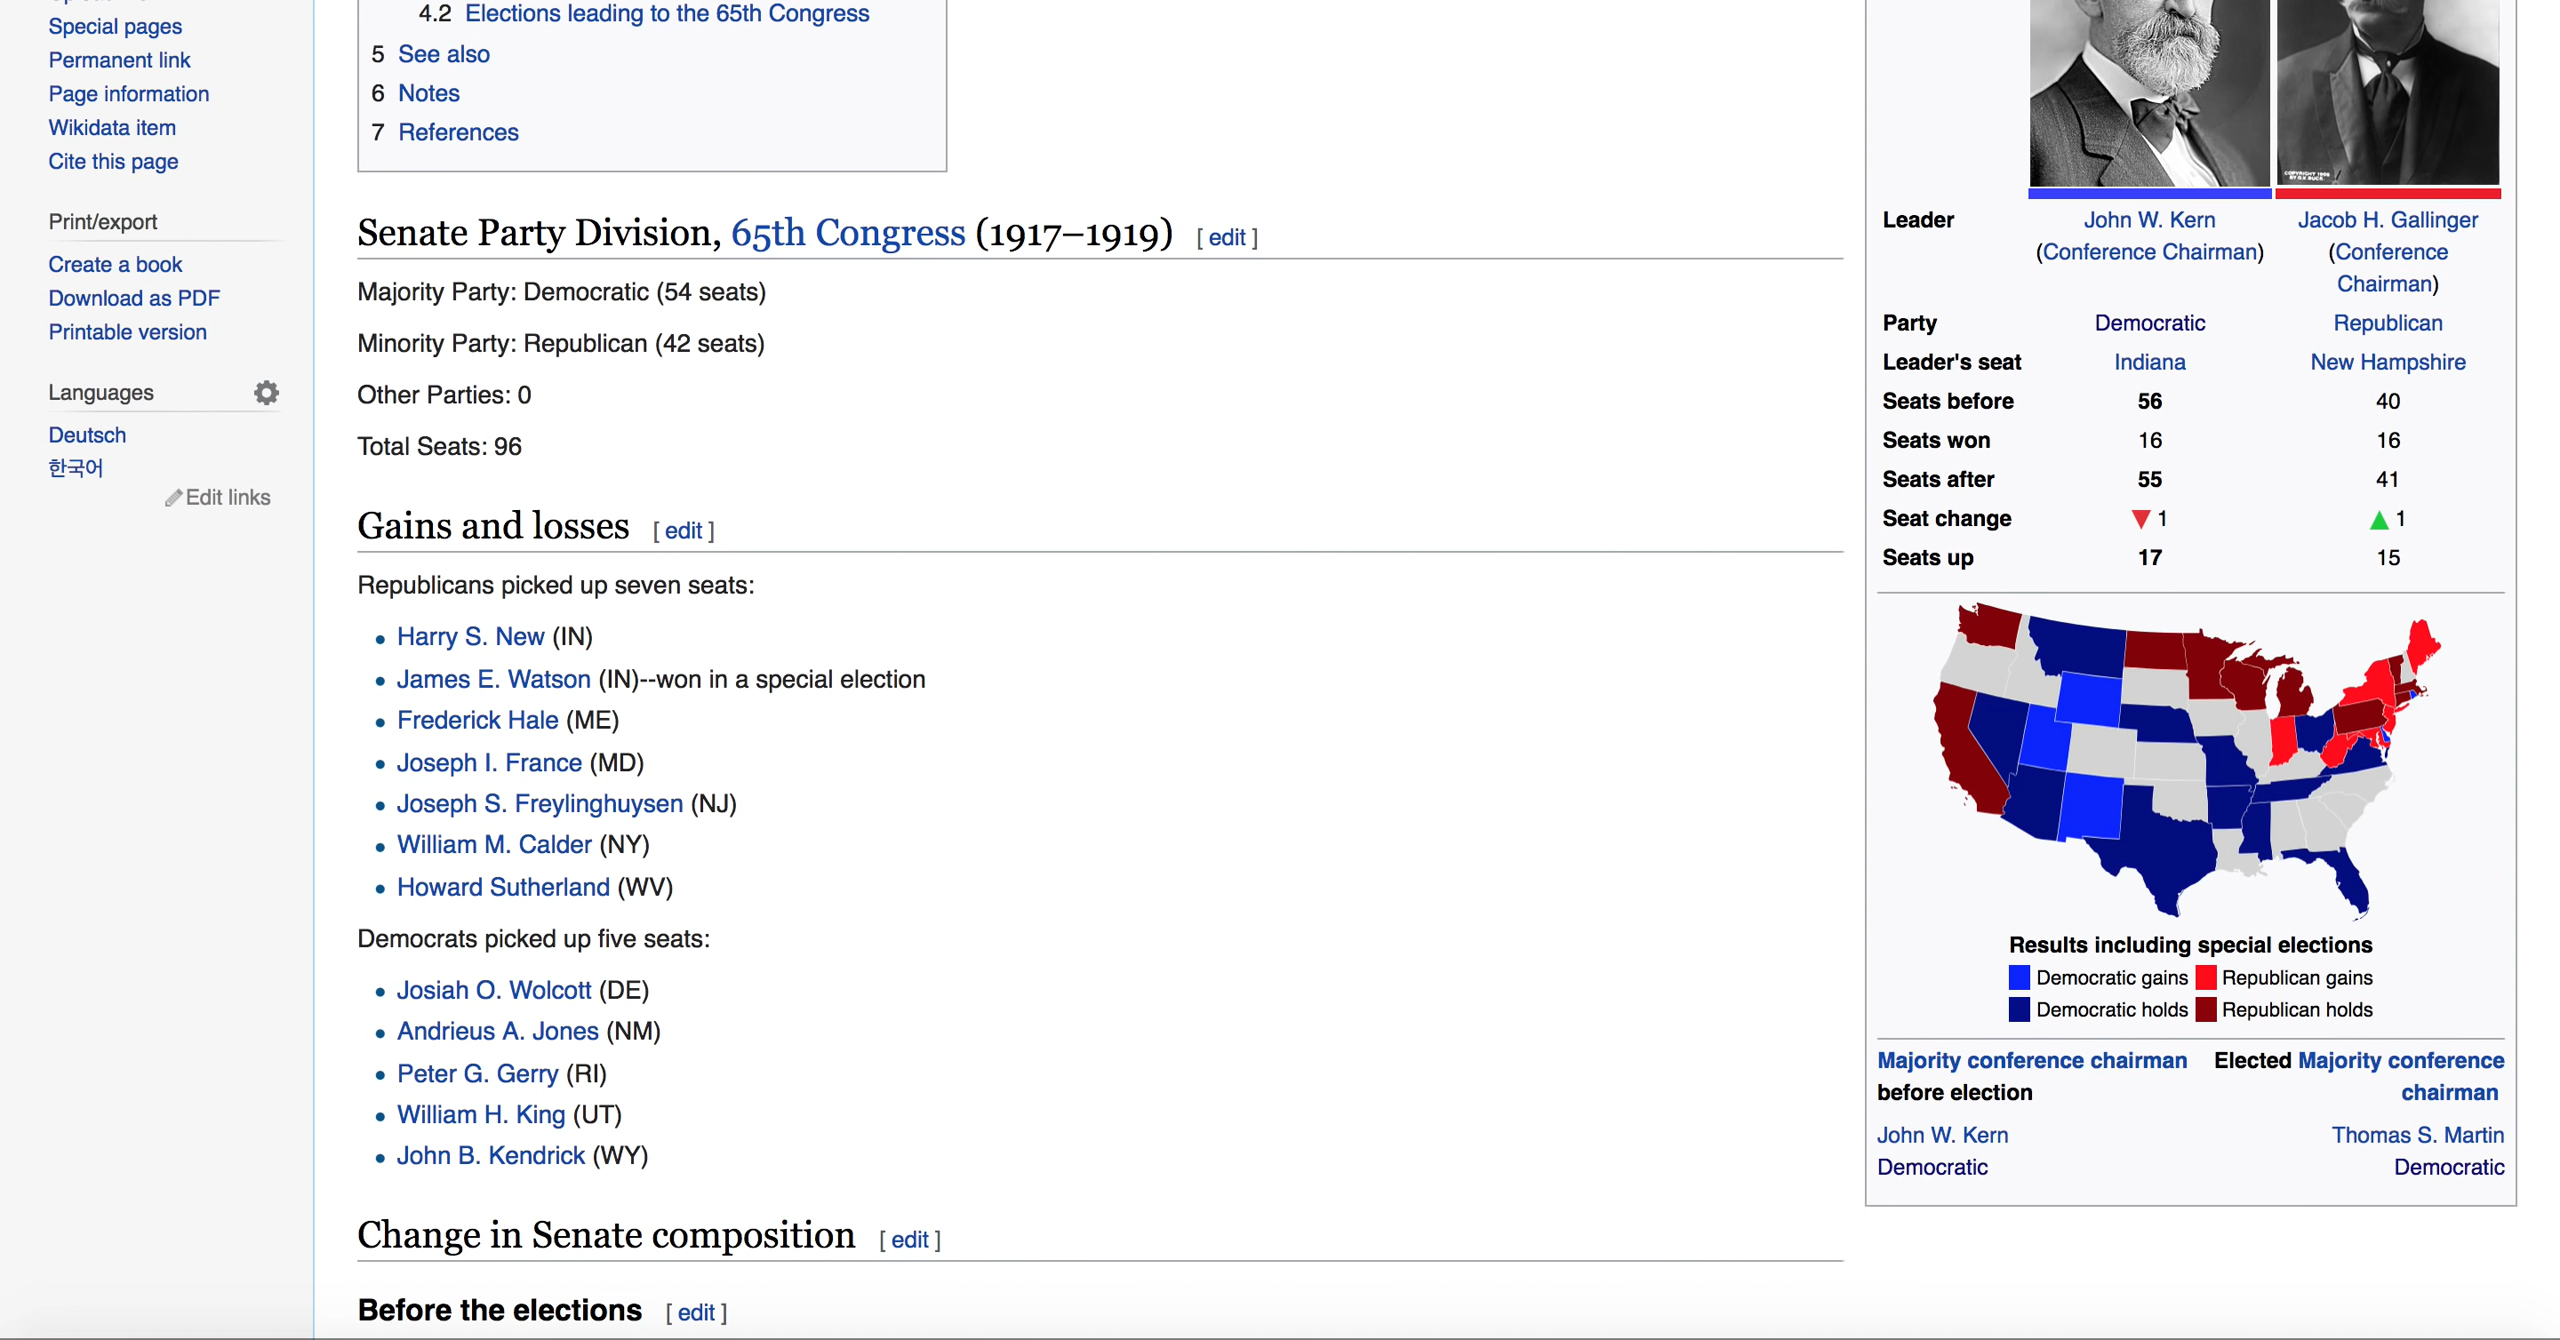 Special pages
Permanent link
Page information
Wikidata item
Cite this page
Print/export
Create a book
Download as PDF
Printable version
Languages
Deutsch
한국어
Edit links
4.2 Elections leading to the 65th Congress
5 See also
6 Notes
7 References
Senate Party Division, 65th Congress (1917–1919) [ edit ]
Majority Party: Democratic (54 seats)
Minority Party: Republican (42 seats)
Other Parties: 0
Total Seats: 96
Gains and losses [ edit ]
Republicans picked up seven seats:
Harry S. New (IN)
James E. Watson (IN)--won in a special election
Frederick Hale (ME)
Joseph I. France (MD)
Joseph S. Freylinghuysen (NJ)
William M. Calder (NY)
Howard Sutherland (WV)
Democrats picked up five seats:
Josiah O. Wolcott (DE)
Andrieus A. Jones (NM)
Peter G. Gerry (RI)
William H. King (UT)
John B. Kendrick (WY)
Change in Senate composition [ edit ]
Before the elections [ edit ]
Leader John W. Kern Jacob H. Gallinger
(Conference Chairman) (Conference
Chairman)
Party Democratic Republican
Leader's seat Indiana New Hampshire
Seats before 56 40
Seats won 16 16
Seats after 55 41
Seat change ▼ 1 ▲ 1
Seats up 17 15
Results including special elections
Democratic gains Republican gains
Democratic holds Republican holds
Majority conference chairman Elected Majority conference
before election chairman
John W. Kern Thomas S. Martin
Democratic Democratic